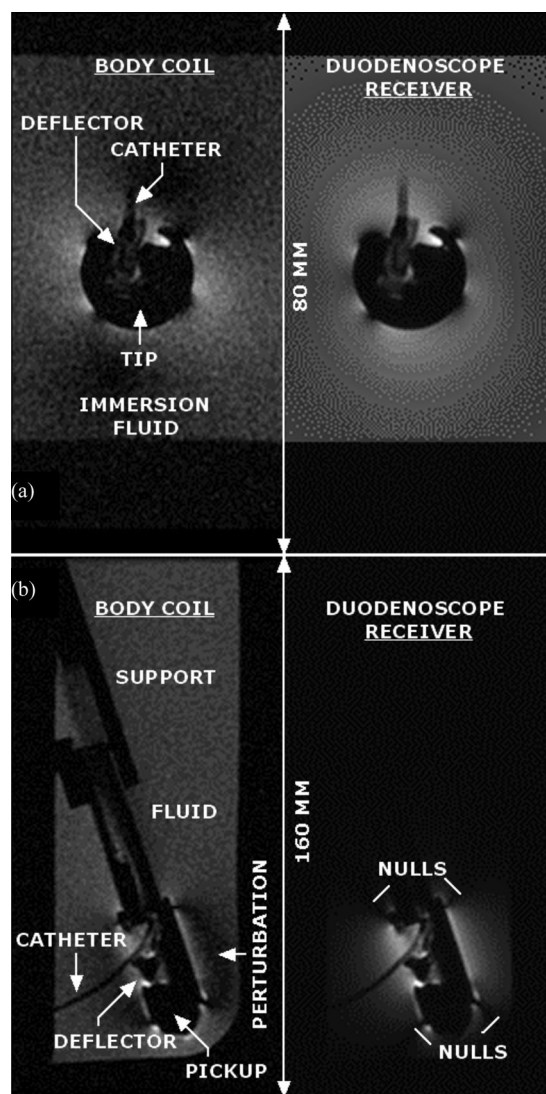 BODY COIL
DUODENOSCOPE
RECEIVER
DEFLECTOR
CATHETER
80 MM
TIP
IMMERSION
FLUID
(a)
(b)
BODY COIL
DUODENOSCOPE
RECEIVER
SUPPORT
FLUID
160 MM
PERTURBATION
NULLS
CATHETER
DEFLECTOR
PICKUP
NULLS